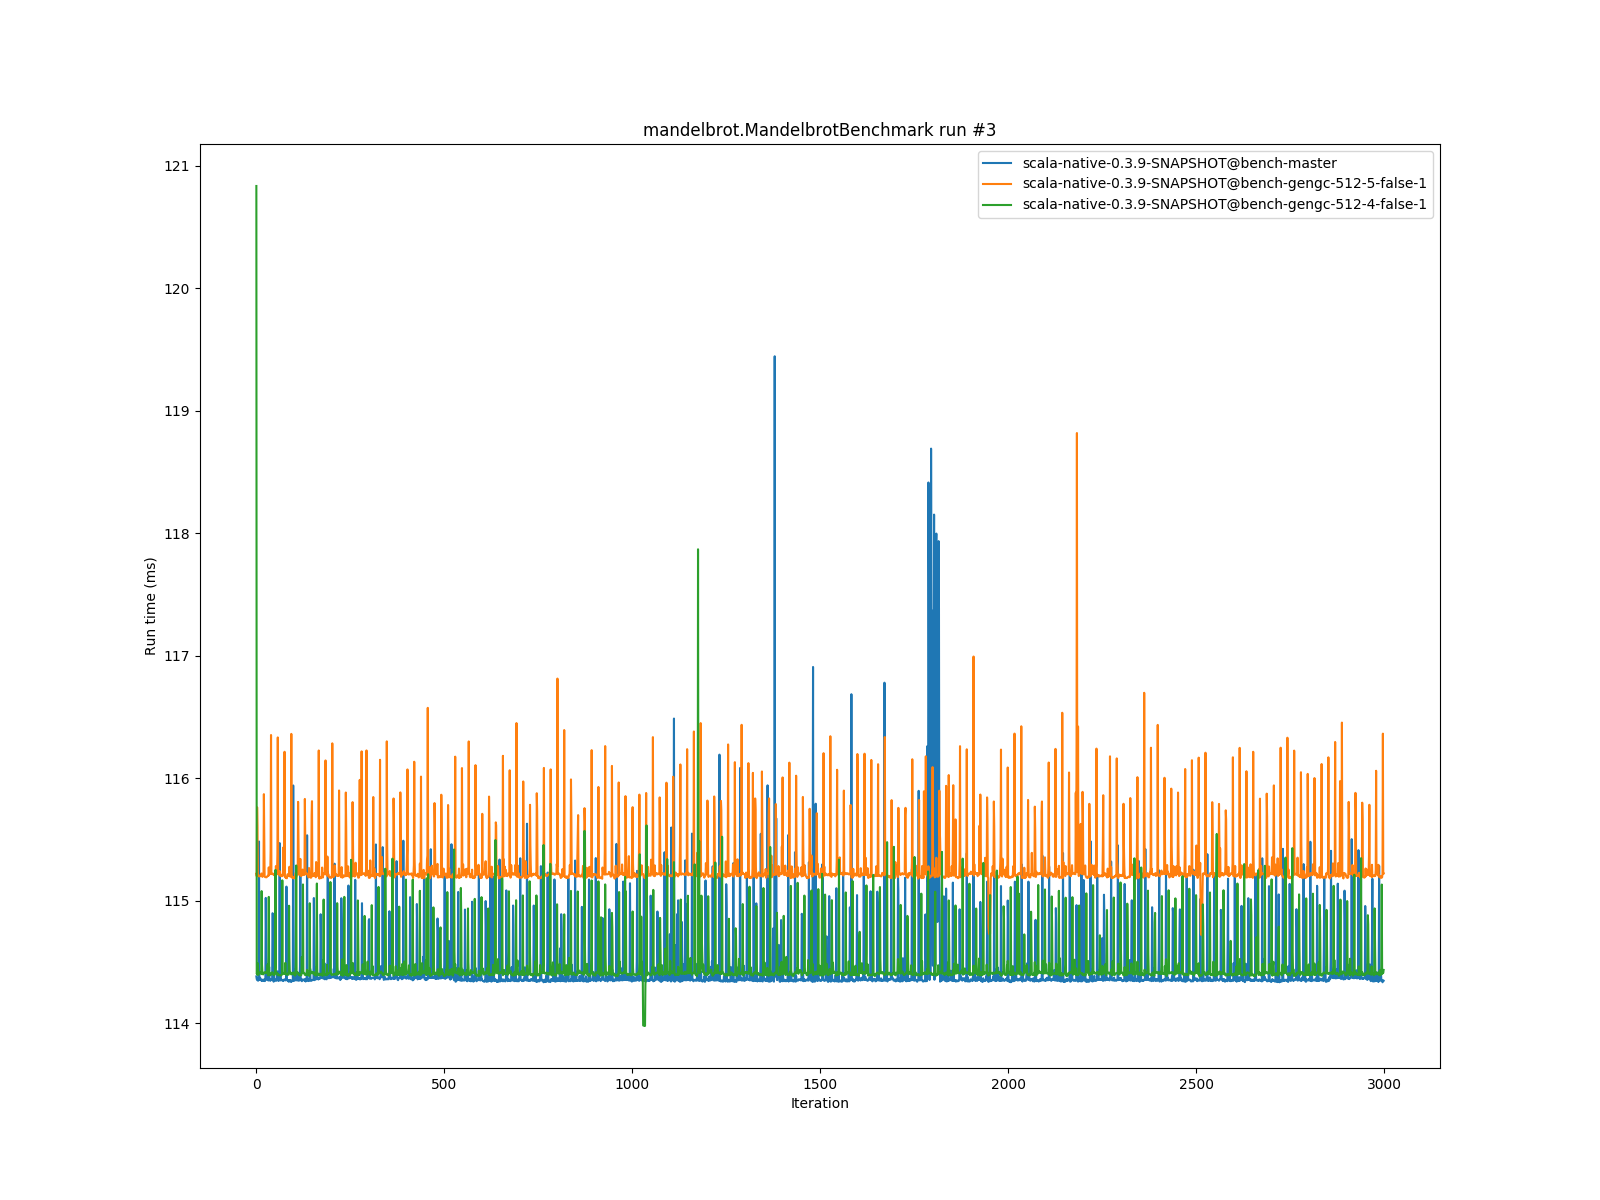 mandelbrot.MandelbrotBenchmark run #3
scala-native-0.3.9-SNAPSHOT@bench-master
scala-native-0.3.9-SNAPSHOT@bench-gengc-512-5-false-1
scala-native-0.3.9-SNAPSHOT@bench-gengc-512-4-false-1
121
120
119
118
117
116
115
114
Run time (ms)
0 500 1000 1500 2000 2500 3000
Iteration